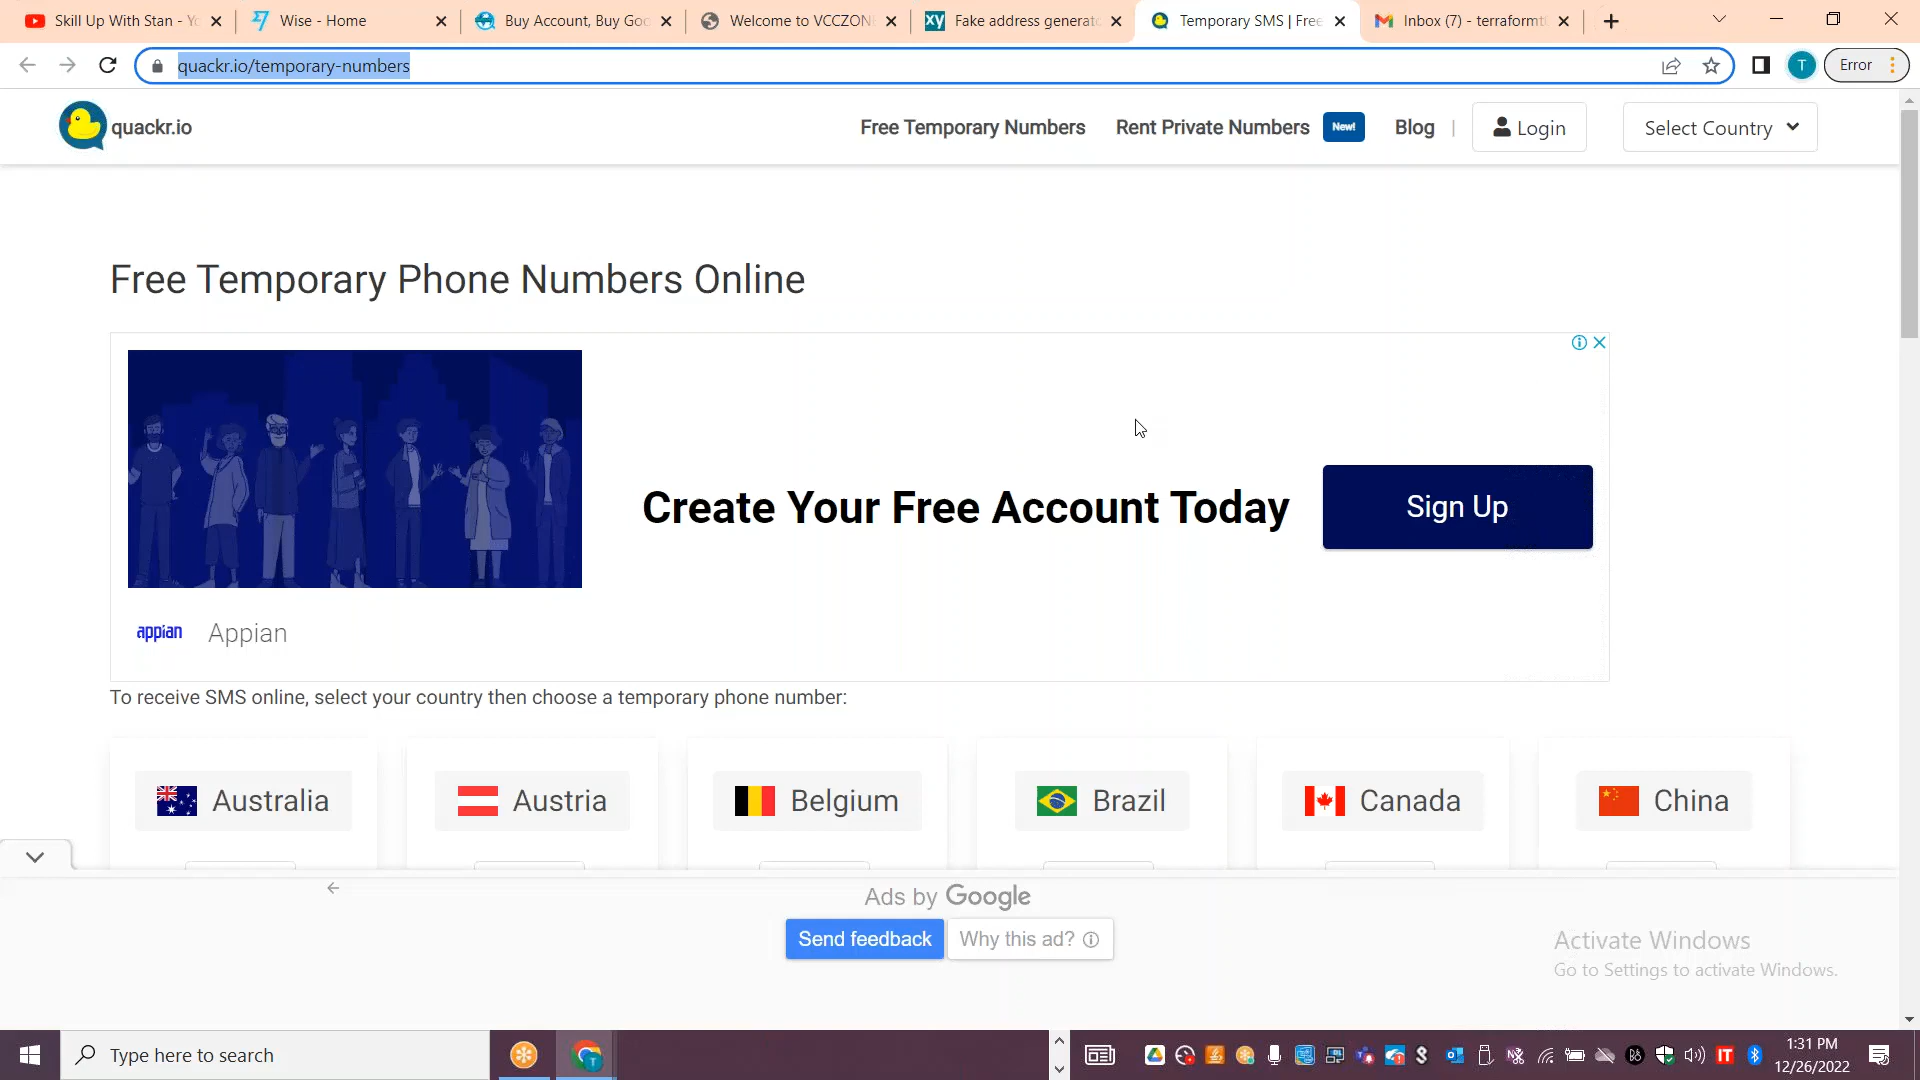 Skill Up With Stan - Yo
Wise - Home
Buy Account, Buy Goo
Welcome to VCCZON
Fake address generato
Temporary SMS | Free
Inbox (7) - terraformt
quackr.io/temporary-numbers
T
Error
quackr.io
Free Temporary Numbers
Rent Private Numbers
New!
Blog
|
Login
Select Country
Free Temporary Phone Numbers Online
Create Your Free Account Today
Sign Up
appian
Appian
To receive SMS online, select your country then choose a temporary phone number:
Australia
Austria
Belgium
Brazil
Canada
China
Ads by Google
Send feedback
Why this ad?
Activate Windows
Go to Settings to activate Windows.
Type here to search
1:31 PM
12/26/2022